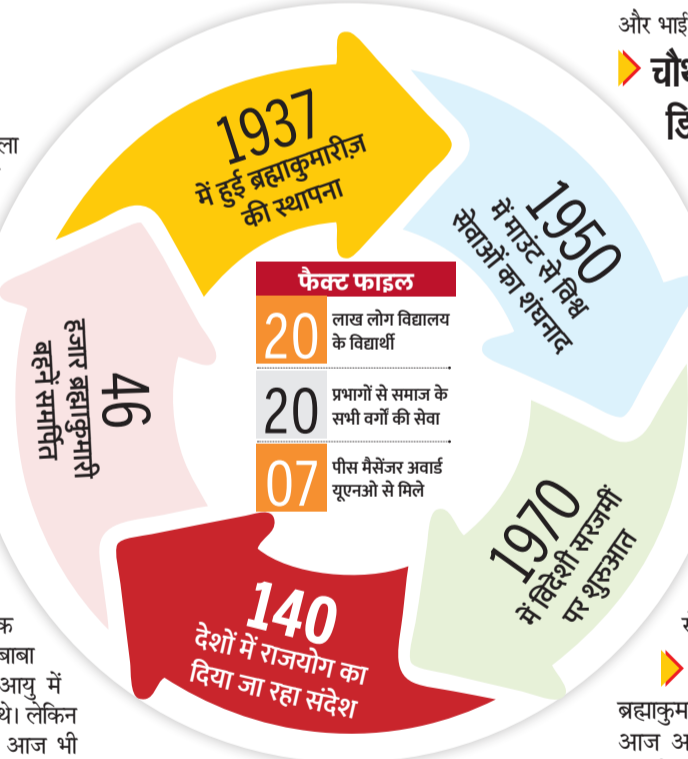 1937
में हुई ब्रह्माकुमारीज़
की स्थापना
1950
में माउंट से विश्व
सेवाओं का शंघनाद
1970
में विदेशी सरजमीं
पर शुरुआत
140
देशों में राजयोग का
दिया जा रहा संदेश
46
हजार ब्रह्माकुमारी
बहनें समर्पित
फैक्ट फाइल
20 लाख लोग विद्यालय
के विद्यार्थी
20 प्रभागों से समाज के
सभी वर्गों की सेवा
07 पीस मैसेंजर अवार्ड
यूएनओ से मिले
ला
बाबा
आयु में
थे। लेकिन
आज भी
और भाई
ब्रह्माकुम
आज अ